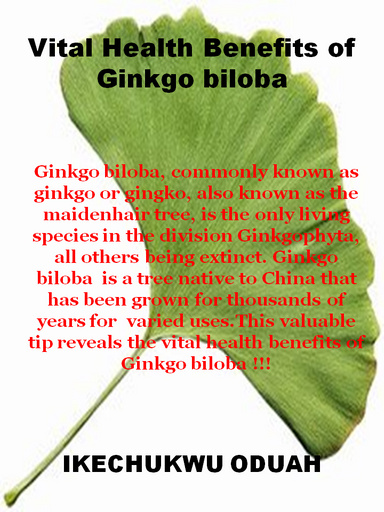 Vital Health Benefits of
Ginkgo biloba
Ginkgo biloba, commonly known as
ginkgo or gingko, also known as the
maidenhair tree, is the only living
species in the division Ginkgophyta,
all others being extinct. Ginkgo
biloba  is a tree native to China that
has been grown for thousands of
years for  varied uses.This valuable
tip reveals the vital health benefits of
Ginkgo biloba !!!
IKECHUKWU ODUAH